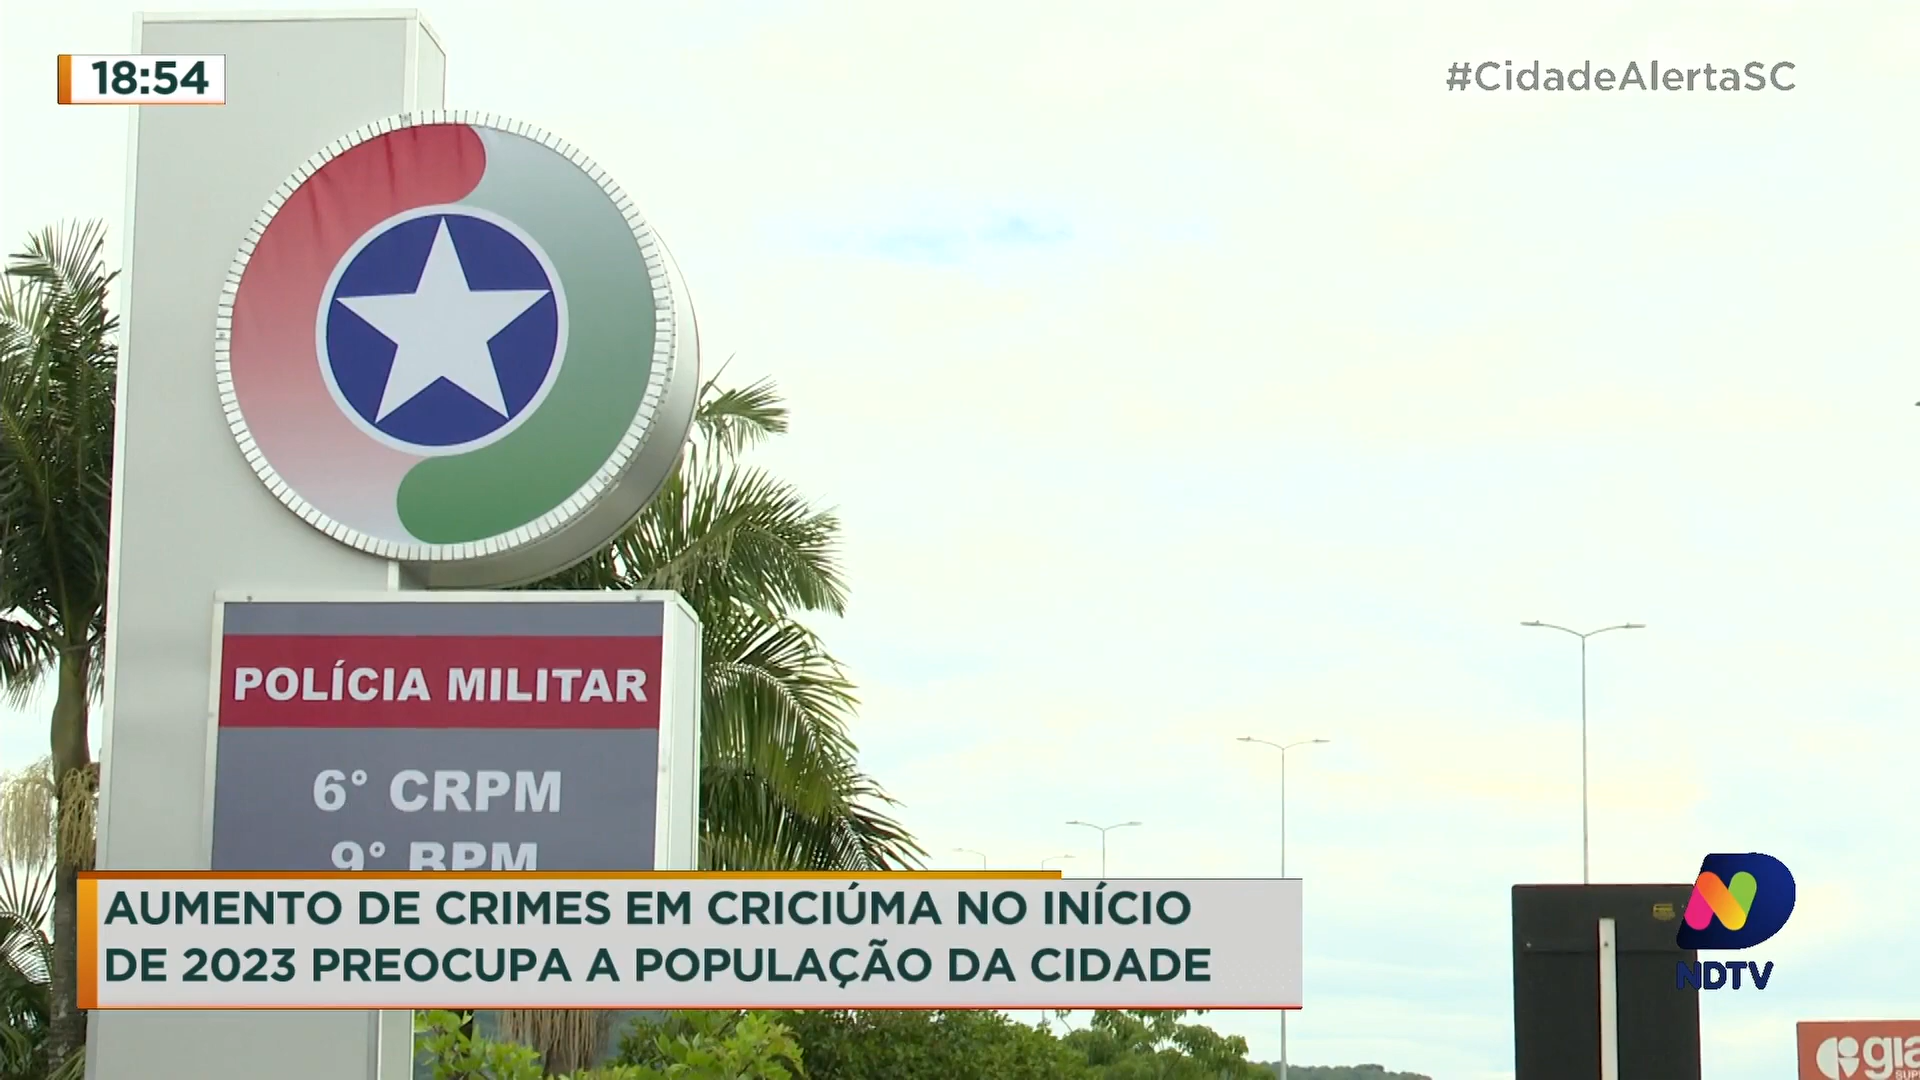 18:54
#CidadeAlertaSC
POLÍCIA MILITAR
6° CRPM
9° BPM
AUMENTO DE CRIMES EM CRICIÚMA NO INÍCIO
DE 2023 PREOCUPA A POPULAÇÃO DA CIDADE
NDTV